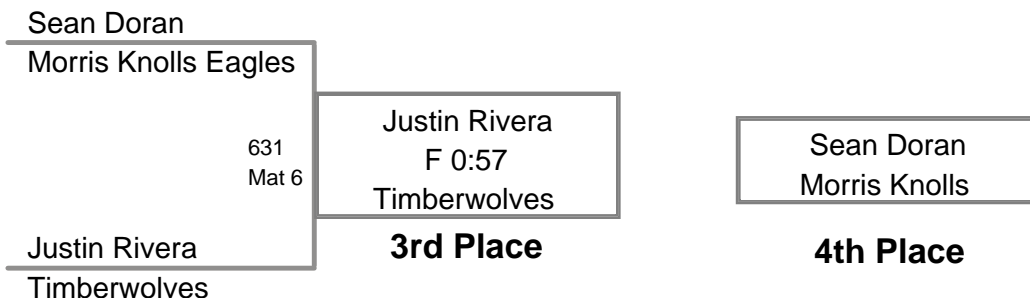 Sean Doran
Morris Knolls Eagles
631
Mat 6
Justin Rivera
Timberwolves
Justin Rivera
F 0:57
Timberwolves
3rd Place
Sean Doran
Morris Knolls
4th Place